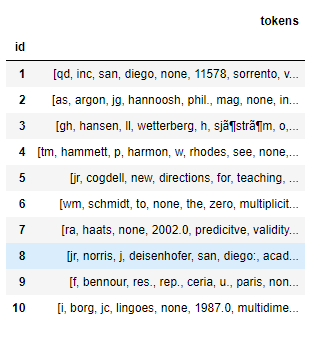 tokens
id
1 [qd, inc, san, diego, none, 11578, sorrento, v...
2 [as, argon, jg, hannoosh, phil., mag, none, in...
3 [gh, hansen, ll, wetterberg, h, sjã¶strã¶m, o,...
4 [tm, hammett, p, harmon, w, rhodes, see, none,...
5 [jr, cogdell, new, directions, for, teaching, ...
6 [wm, schmidt, to, none, the, zero, multiplicit...
7 [ra, haats, none, 2002.0, predicitve, validity...
8 [jr, norris, j, deisenhofer, san, diego:, acad...
9 [f, bennour, res., rep., ceria, u., paris, non...
10 [i, borg, jc, lingoes, none, 1987.0, multidime...